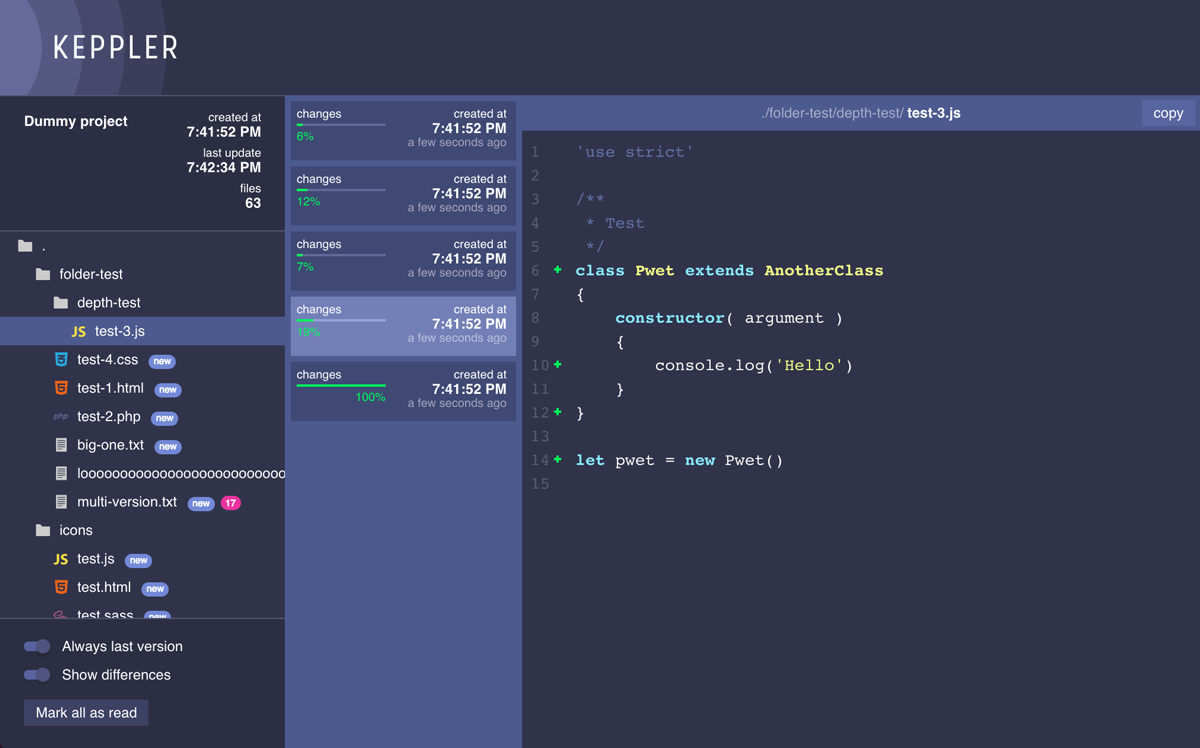 KEPPLER
Dummy project
created at
7:41:52 PM
last update
7:42:34 PM
files
63
.
folder-test
depth-test
JS test-3.js
test-4.css new
test-1.html new
php test-2.php new
big-one.txt new
looooooooooooooooooooooooo
multi-version.txt new 17
icons
JS test.js new
test.html new
test.sass new
Always last version
Show differences
Mark all as read
changes created at
7:41:52 PM
6% a few seconds ago
changes created at
7:41:52 PM
12% a few seconds ago
changes created at
7:41:52 PM
7% a few seconds ago
changes created at
7:41:52 PM
18% a few seconds ago
changes created at
7:41:52 PM
100% a few seconds ago
./folder-test/depth-test/ test-3.js copy
1 'use strict'
2
3 /**
4 * Test
5 */
6 + class Pwet extends AnotherClass
7 {
8 constructor( argument )
9 {
10 + console.log('Hello')
11 }
12 + }
13
14 + let pwet = new Pwet()
15